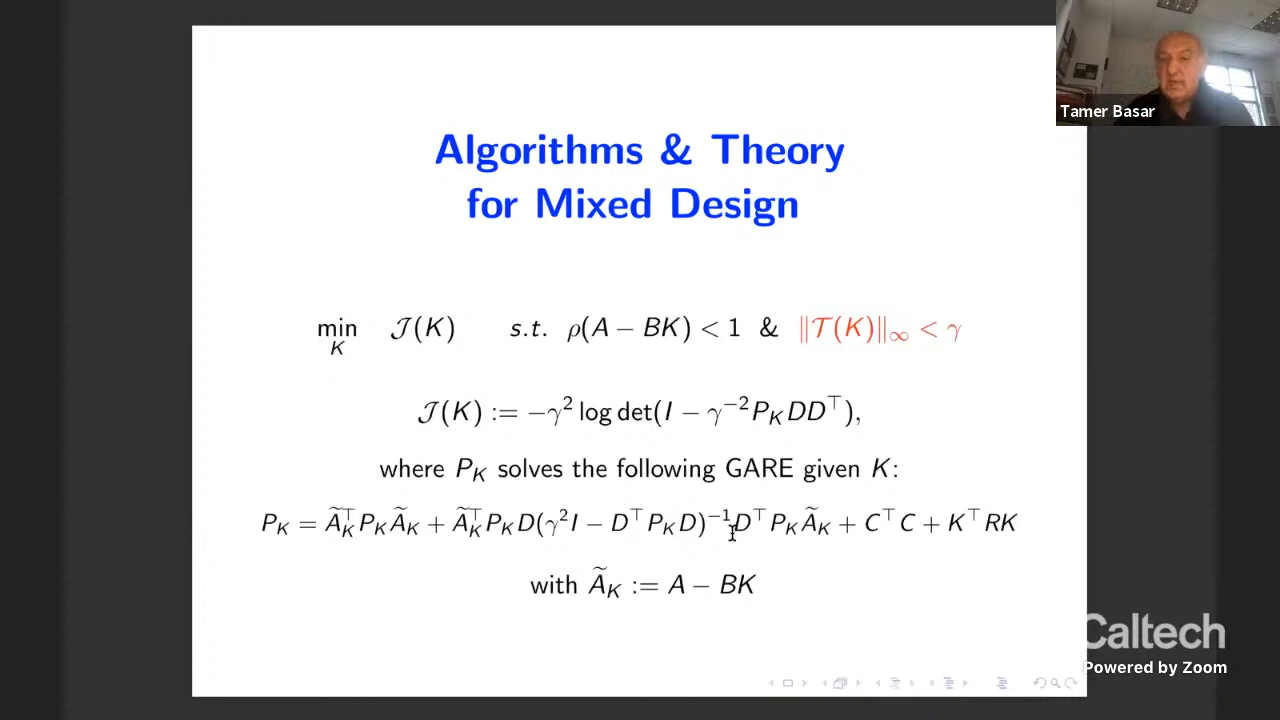 Tamer Basar
Algorithms & Theory
for Mixed Design
min_K 𝒥(K) s.t. ρ(A − BK) < 1 & ‖𝒯(K)‖_∞ < γ
𝒥(K) := −γ² log det(I − γ⁻² P_K DD^⊤),
where P_K solves the following GARE given K:
P_K = Ã_K^⊤ P_K Ã_K + Ã_K^⊤ P_K D(γ² I − D^⊤ P_K D)⁻¹ D^⊤ P_K Ã_K + C^⊤ C + K^⊤ RK
with Ã_K := A − BK
Caltech
Powered by Zoom